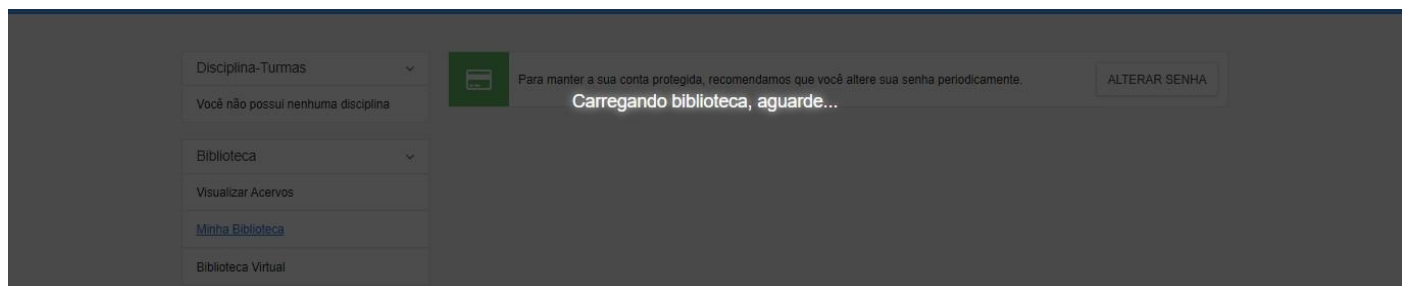 Disciplina-Turmas
Você não possui nenhuma disciplina
Biblioteca
Visualizar Acervos
Minha Biblioteca
Biblioteca Virtual
Para manter a sua conta protegida, recomendamos que você altere sua senha periodicamente.
ALTERAR SENHA
Carregando biblioteca, aguarde...